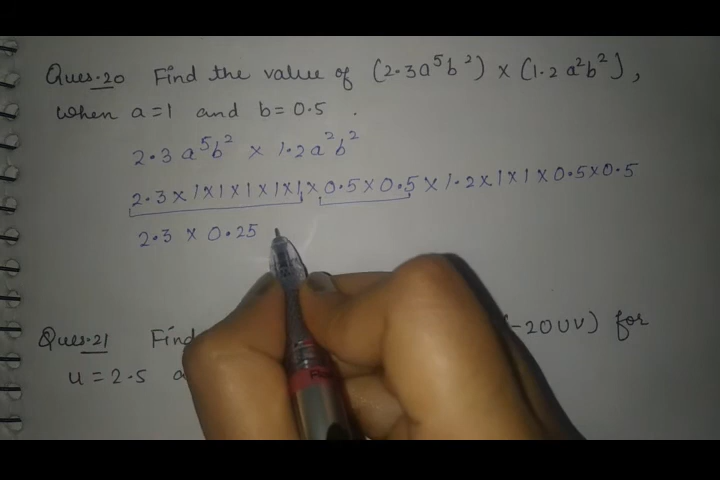 Ques.20 Find the value of (2.3a⁵b²) × (1.2a²b²),
when a=1 and b=0.5 .
2.3 a⁵b² × 1.2a²b²
2.3×1×1×1×1×1×0.5×0.5×1.2×1×1×0.5×0.5
2.3 × 0.25
Ques.21 Find -20UV) for
u=2.5